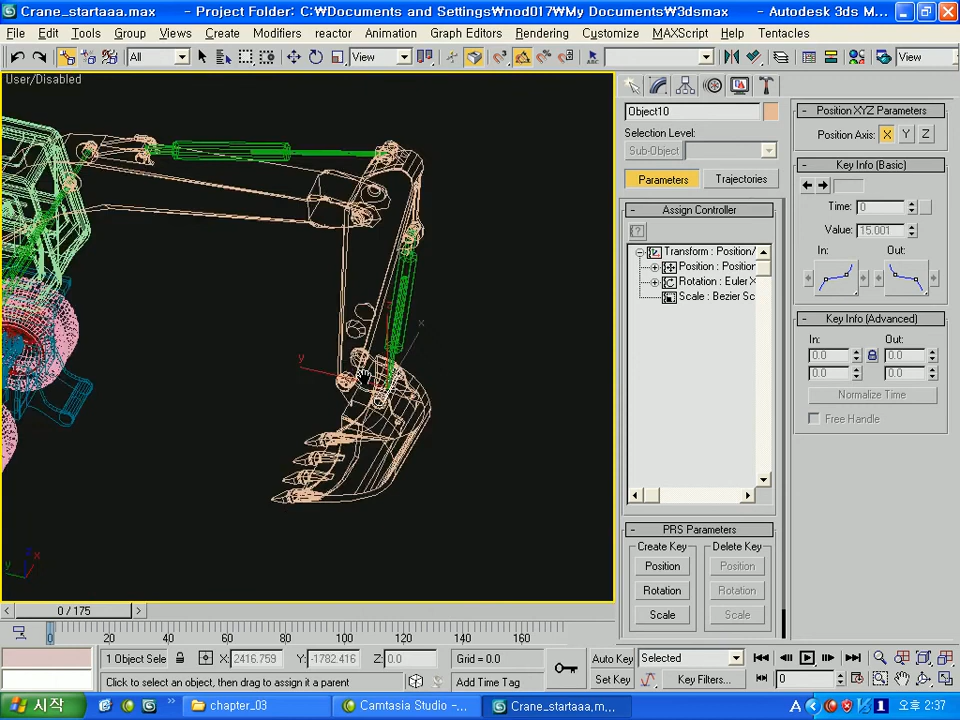 Crane_startaaa.max - Project Folder: C:₩Documents and Settings₩nod017₩My Documents₩3dsmax - Autodesk 3ds M...
File Edit Tools Group Views Create Modifiers reactor Animation Graph Editors Rendering Customize MAXScript Help Tentacles
All View View
User/Disabled
Object10
Selection Level:
Sub-Object
Parameters Trajectories
- Assign Controller
Transform : Position/
Position : Position
Rotation : Euler X
Scale : Bezier Sc
- PRS Parameters
Create Key Delete Key
Position Position
Rotation Rotation
Scale Scale
- Position XYZ Parameters
Position Axis: X Y Z
- Key Info (Basic)
Time: 0
Value: 15.001
In: Out:
- Key Info (Advanced)
In: Out:
0.0 0.0
0.0 0.0
Normalize Time
Free Handle
x
y
z
y x
0 / 175
0 20 40 60 80 100 120 140 160
1 Object Sele X: 2416.759 Y: -1782.416 Z: 0.0 Grid = 0.0 Auto Key Selected
Click to select an object, then drag to assign it a parent Add Time Tag Set Key Key Filters... 0
시작 chapter_03 Camtasia Studio - ... Crane_startaaa,m,,, A 오후 2:37